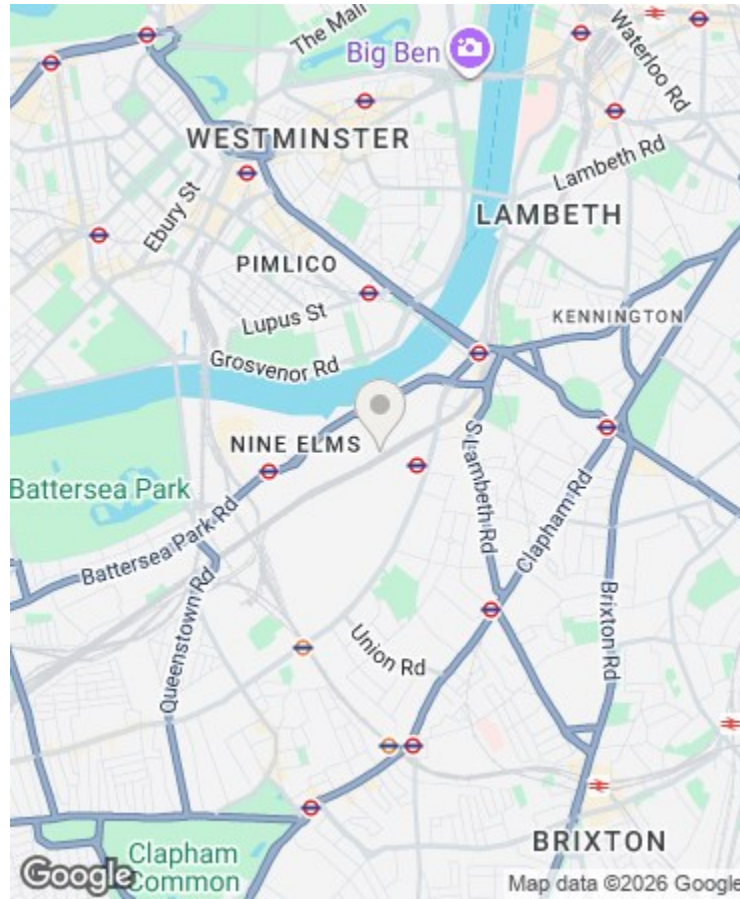 The Mall
Big Ben
Waterloo Rd
WESTMINSTER
Lambeth Rd
Ebury St
LAMBETH
PIMLICO
Lupus St
KENNINGTON
Grosvenor Rd
NINE ELMS
S Lambeth Rd
Clapham Rd
Battersea Park
Battersea Park Rd
Queenstown Rd
Brixton Rd
Union Rd
BRIXTON
Clapham
Common
Google
Map data ©2026 Google